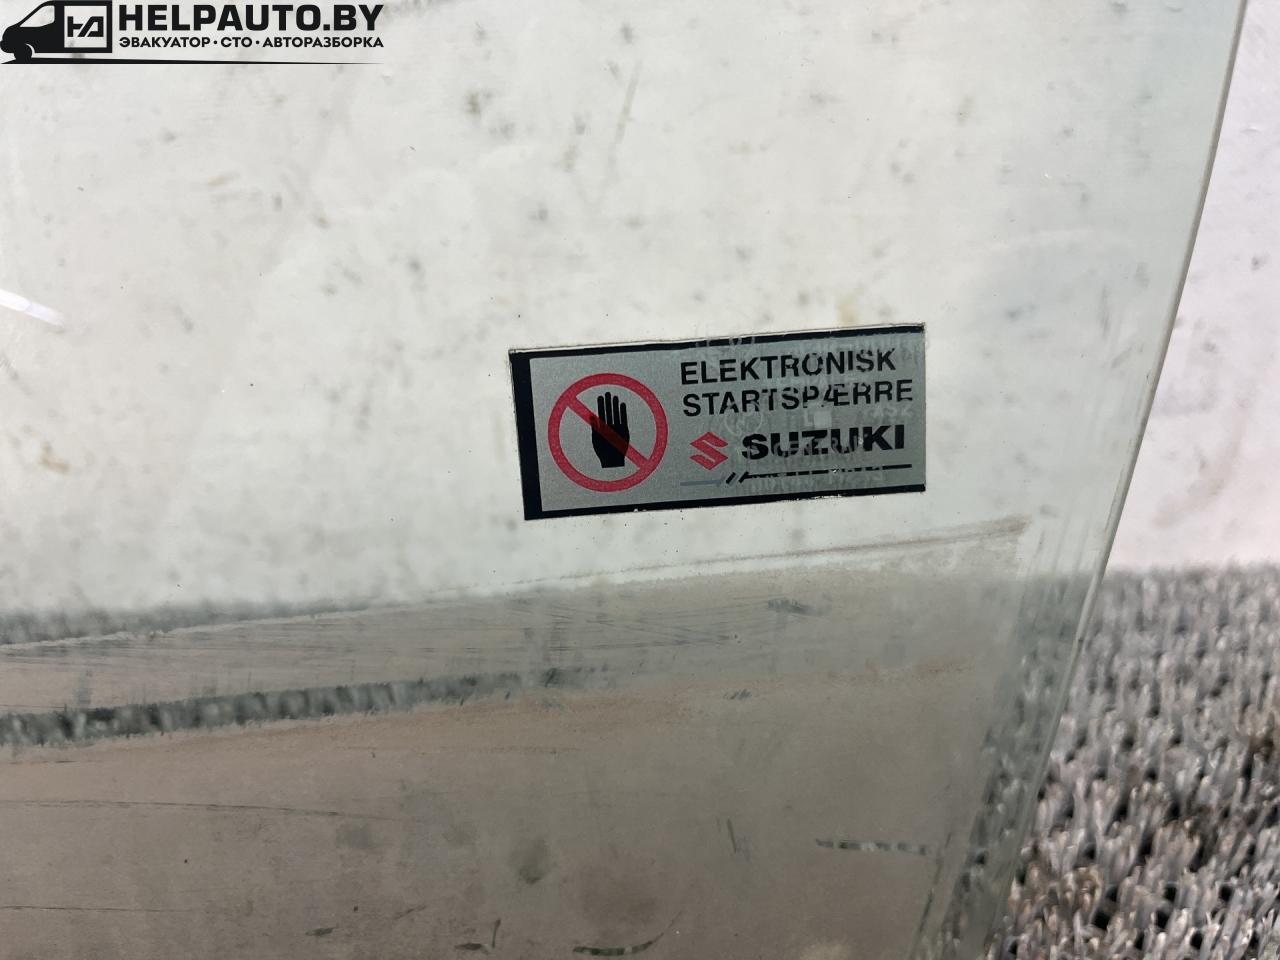 HELPAUTO.BY
ЭВАКУАТОР · СТО · АВТОРАЗБОРКА
ELEKTRONISK
STARTSPÆRRE
SUZUKI